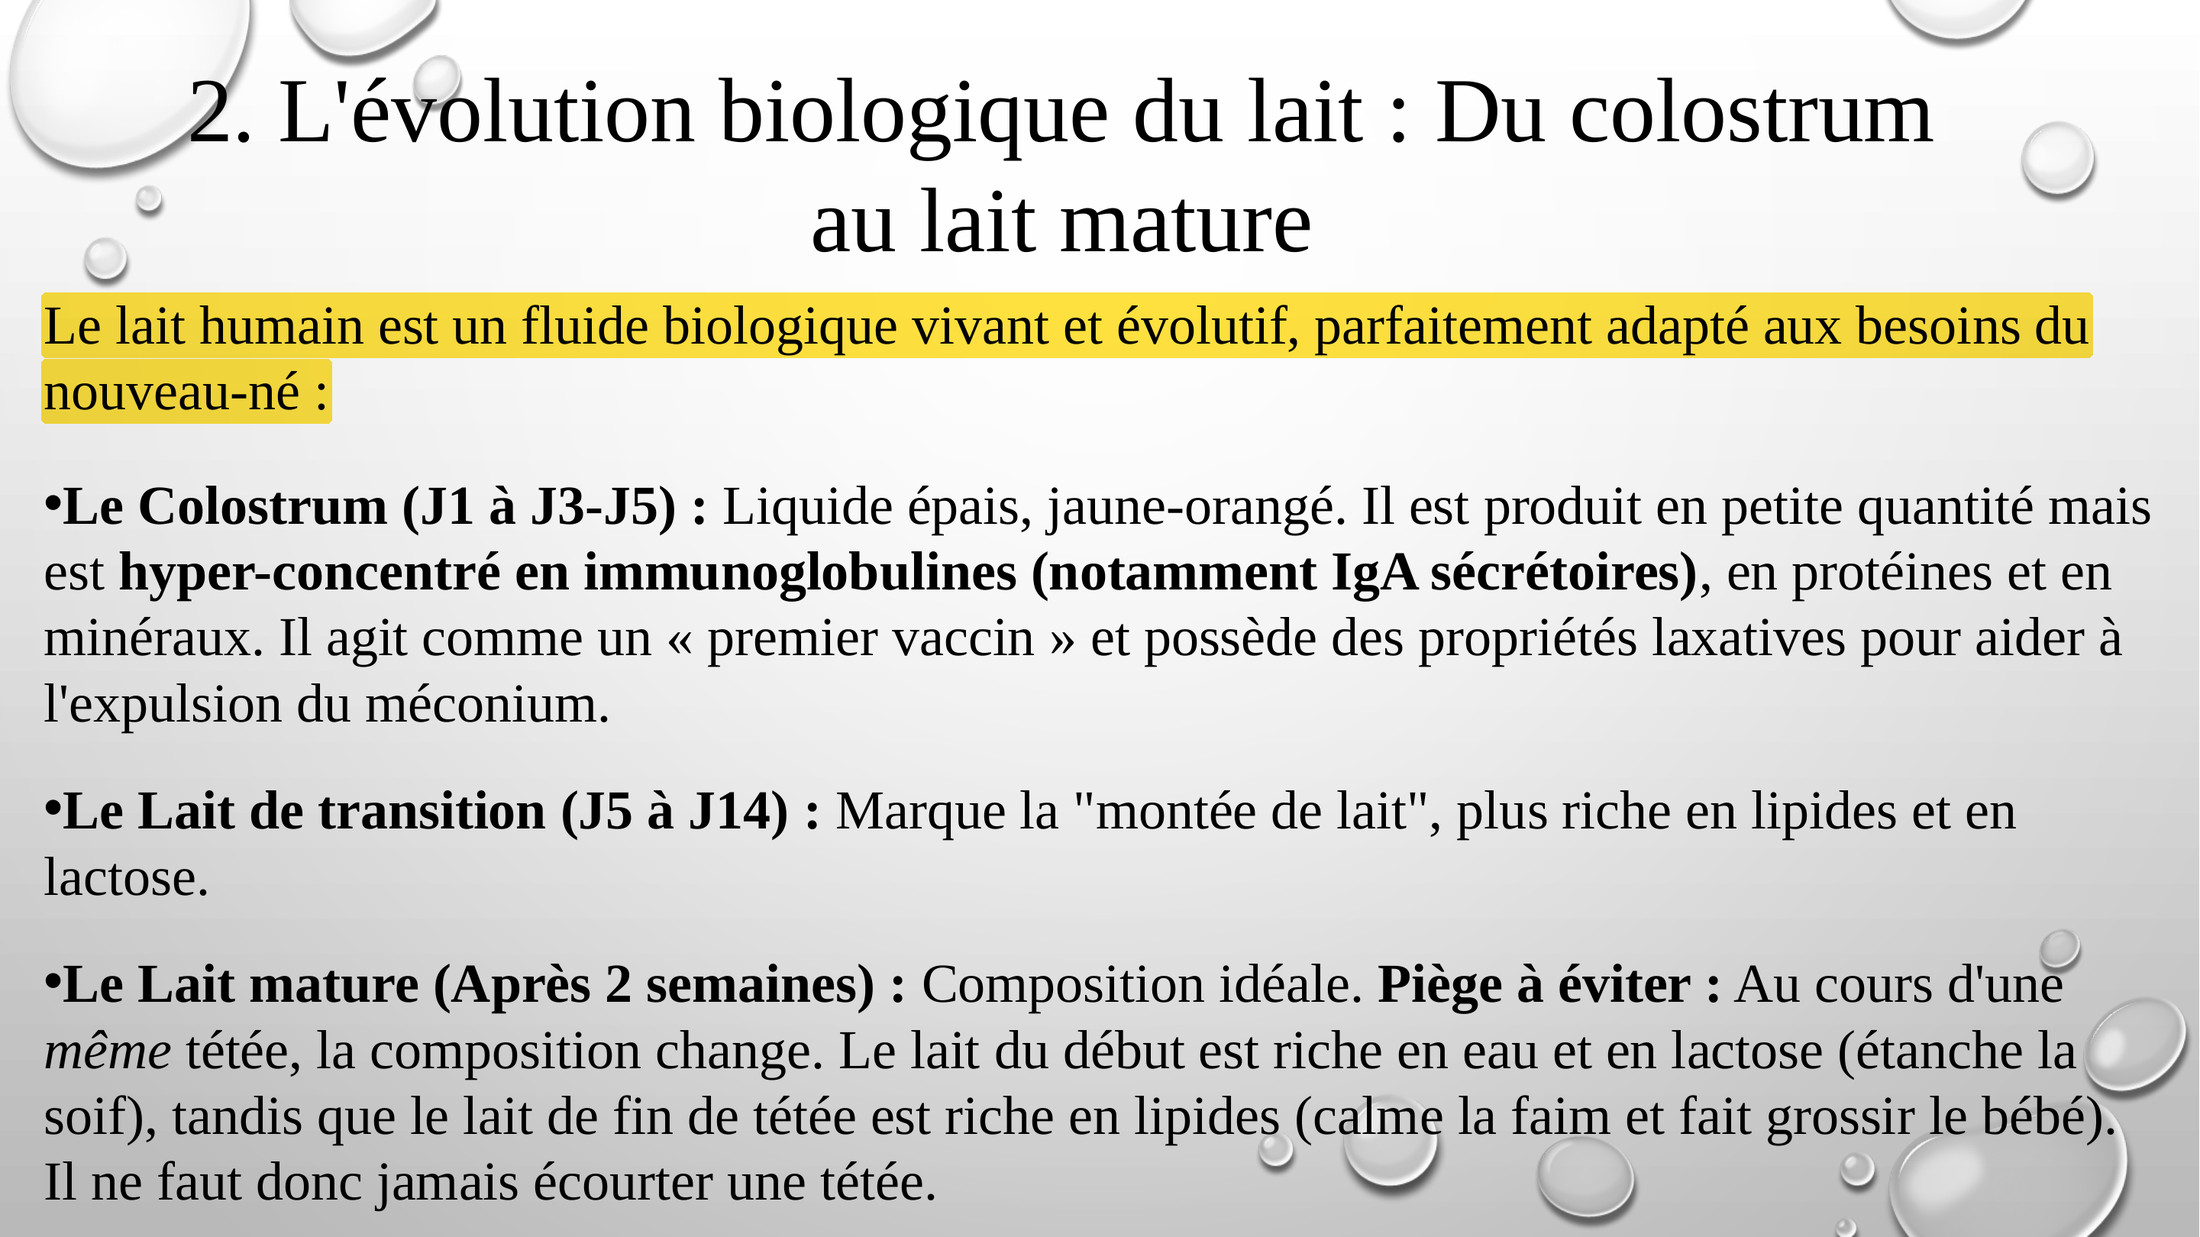 2. L'évolution biologique du lait : Du colostrum
au lait mature
Le lait humain est un fluide biologique vivant et évolutif, parfaitement adapté aux besoins du
nouveau-né :
•Le Colostrum (J1 à J3-J5) : Liquide épais, jaune-orangé. Il est produit en petite quantité mais
est hyper-concentré en immunoglobulines (notamment IgA sécrétoires), en protéines et en
minéraux. Il agit comme un « premier vaccin » et possède des propriétés laxatives pour aider à
l'expulsion du méconium.
•Le Lait de transition (J5 à J14) : Marque la "montée de lait", plus riche en lipides et en
lactose.
•Le Lait mature (Après 2 semaines) : Composition idéale. Piège à éviter : Au cours d'une
même tétée, la composition change. Le lait du début est riche en eau et en lactose (étanche la
soif), tandis que le lait de fin de tétée est riche en lipides (calme la faim et fait grossir le bébé).
Il ne faut donc jamais écourter une tétée.